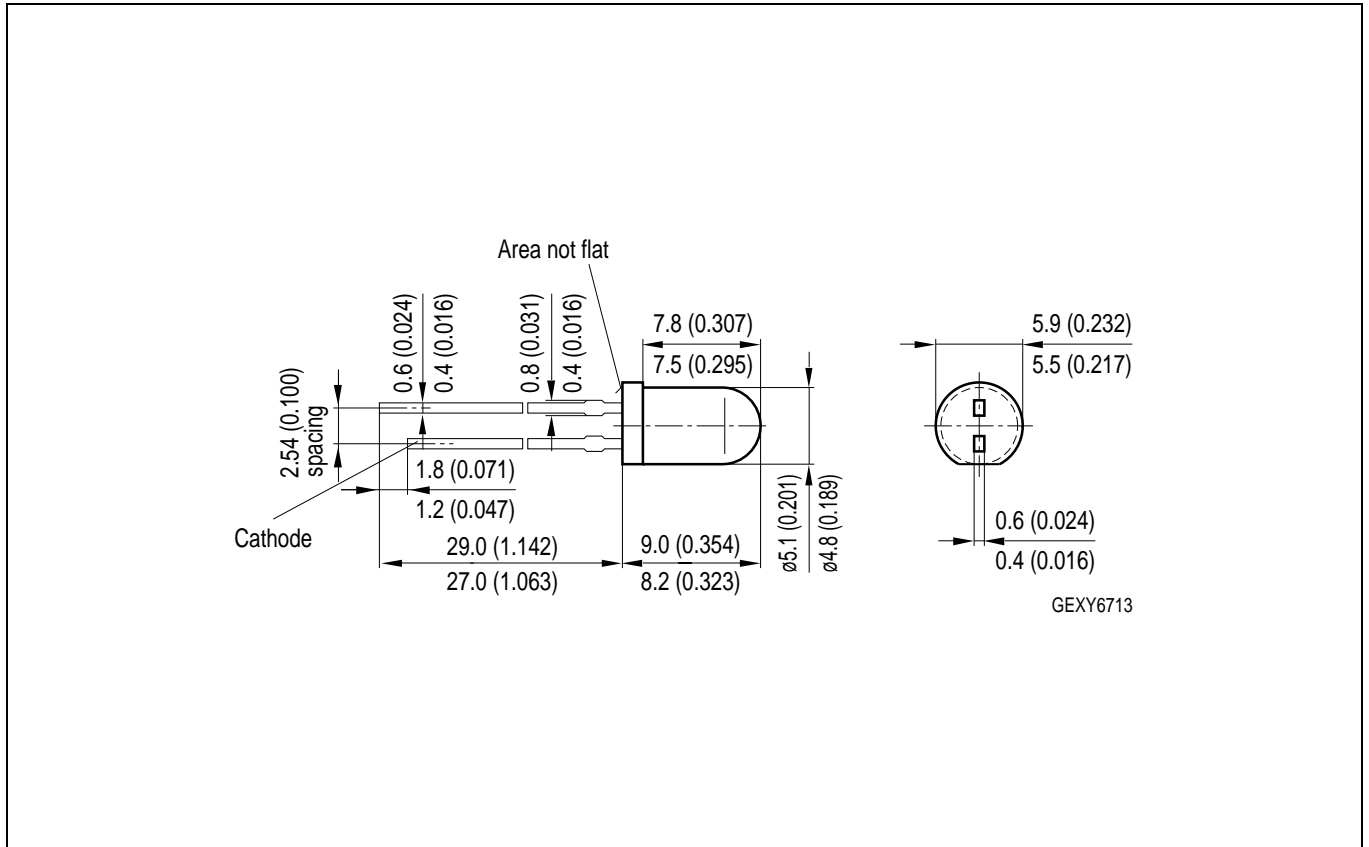 Area not flat
0.6 (0.024)
0.4 (0.016)
0.8 (0.031)
0.4 (0.016)
7.8 (0.307)
7.5 (0.295)
5.9 (0.232)
5.5 (0.217)
2.54 (0.100)
spacing
1.8 (0.071)
1.2 (0.047)
Cathode
29.0 (1.142)
27.0 (1.063)
9.0 (0.354)
8.2 (0.323)
ø5.1 (0.201)
ø4.8 (0.189)
0.6 (0.024)
0.4 (0.016)
GEXY6713